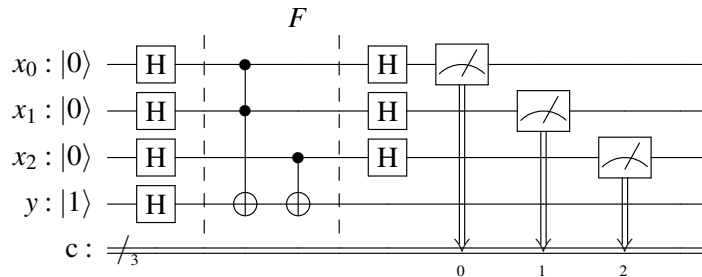 F
x₀ : |0⟩ H H
x₁ : |0⟩ H H
x₂ : |0⟩ H H
y : |1⟩ H
c : 3
0 1 2